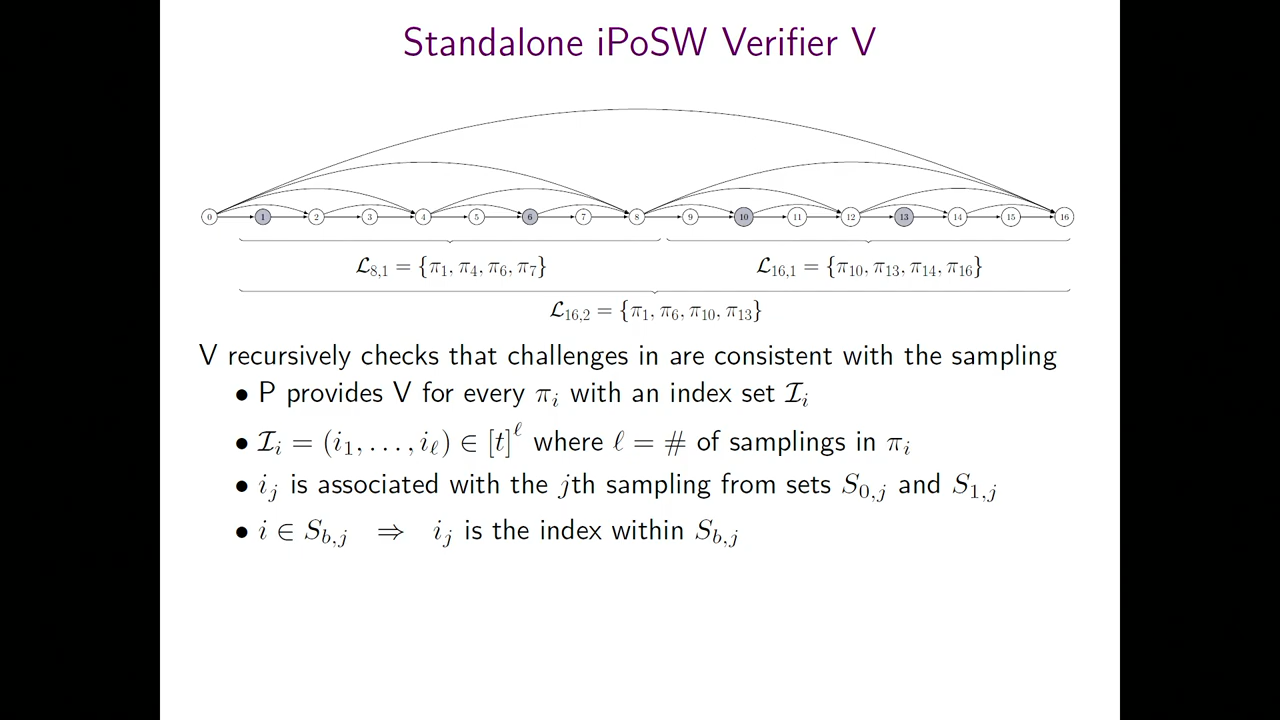 Standalone iPoSW Verifier V
0 1 2 3 4 5 6 7 8 9 10 11 12 13 14 15 16
𝓛₈,₁ = {π₁, π₄, π₆, π₇} 𝓛₁₆,₁ = {π₁₀, π₁₃, π₁₄, π₁₆}
𝓛₁₆,₂ = {π₁, π₆, π₁₀, π₁₃}
V recursively checks that challenges in are consistent with the sampling
• P provides V for every πᵢ with an index set 𝓘ᵢ
• 𝓘ᵢ = (i₁, . . . , i_ℓ) ∈ [t]^ℓ where ℓ = # of samplings in πᵢ
• iⱼ is associated with the jth sampling from sets S₀,ⱼ and S₁,ⱼ
• i ∈ S_{b,j} ⇒ iⱼ is the index within S_{b,j}